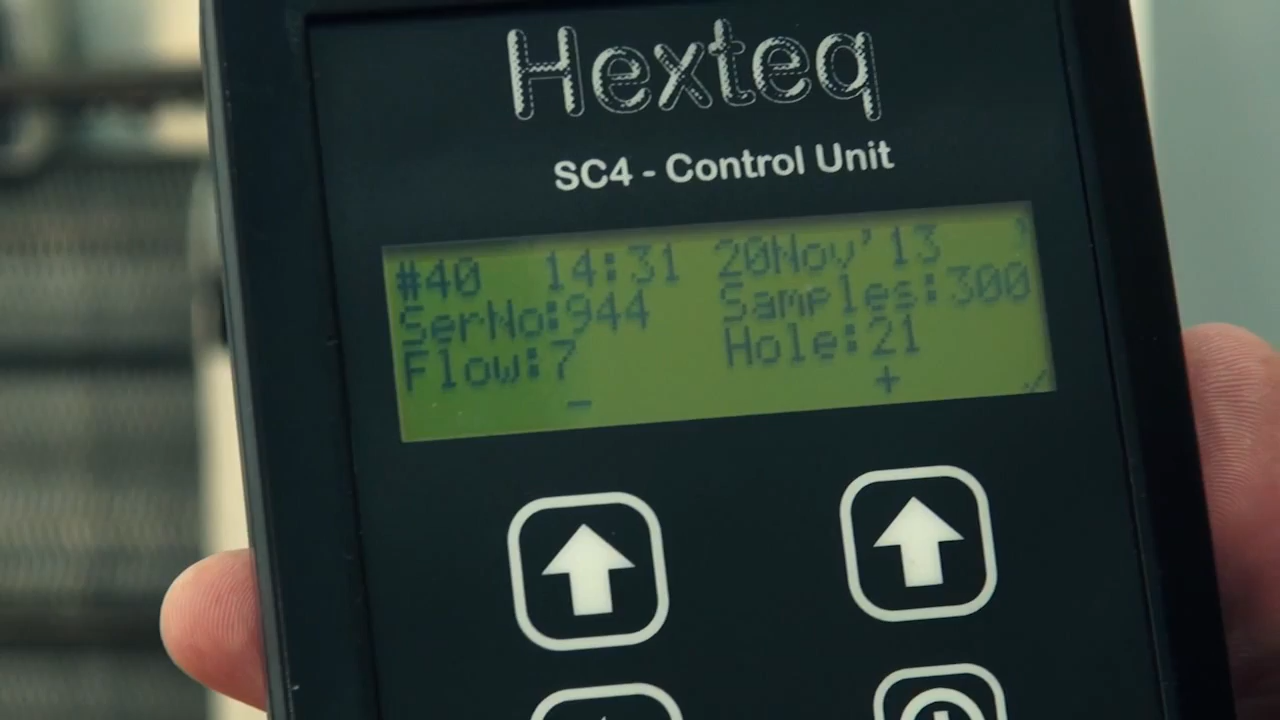 Hexteq
SC4 - Control Unit
#40 14:31 20Nov'13
SerNo:944 Samples:300
Flow:7 Hole:21
- +